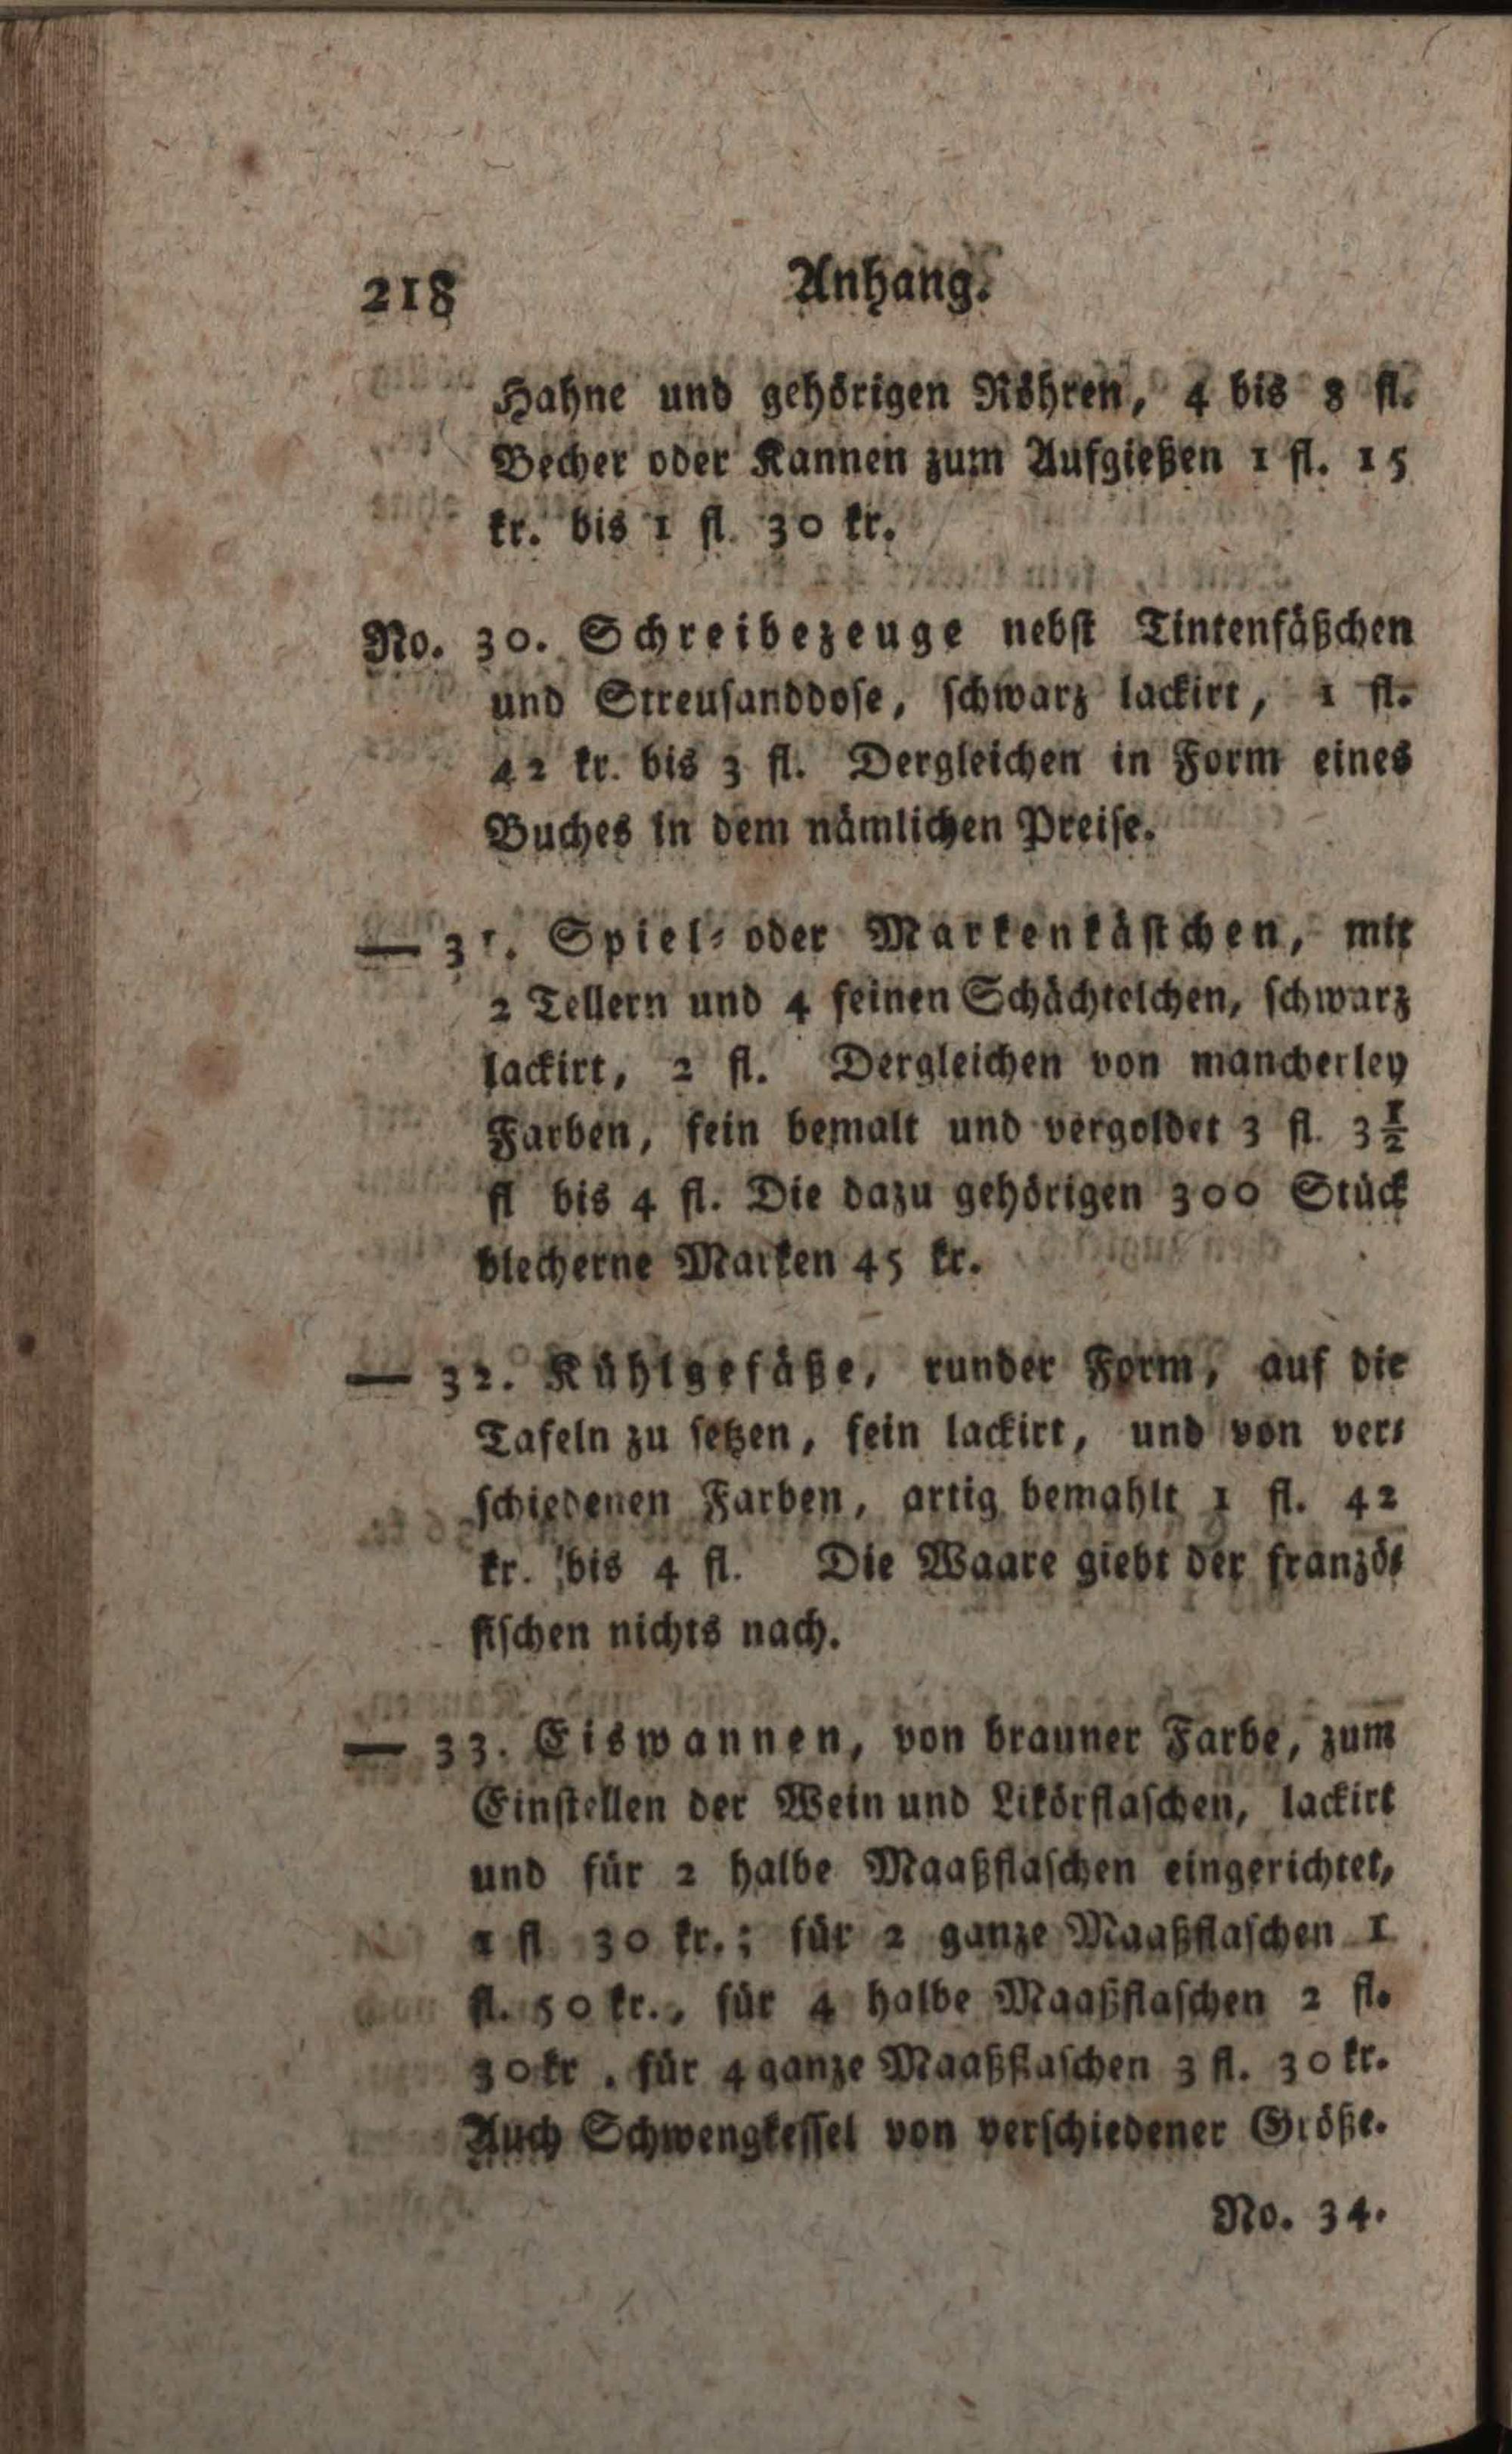 218 Anhang.
Hahne und gehörigen Röhren, 4 bis 8 fl.
Becher oder Kannen zum Aufgießen 1 fl. 15
kr. bis 1 fl. 30 kr.
No. 30. Schreibezeuge nebst Tintenfäßchen
und Streusanddose, schwarz lackirt, 1 fl.
42 kr. bis 3 fl. Dergleichen in Form eines
Buches in dem nämlichen Preise.
— 31. Spiel- oder Markenkästchen, mit
2 Tellern und 4 feinen Schächtelchen, schwarz
lackirt, 2 fl. Dergleichen von mancherley
Farben, fein bemalt und vergoldet 3 fl. 3½
fl bis 4 fl. Die dazu gehörigen 300 Stück
blecherne Marken 45 kr.
— 32. Kühlgefäße, runder Form, auf die
Tafeln zu setzen, fein lackirt, und von ver-
schiedenen Farben, artig bemahlt 1 fl. 42
kr. bis 4 fl. Die Waare giebt der franzö-
sischen nichts nach.
— 33. Eiswannen, von brauner Farbe, zum
Einstellen der Wein und Likörflaschen, lackirt
und für 2 halbe Maaßflaschen eingerichtet,
1 fl 30 kr.; für 2 ganze Maaßflaschen 1
fl. 50 kr., für 4 halbe Maaßflaschen 2 fl.
30 kr. für 4 ganze Maaßflaschen 3 fl. 30 kr.
Auch Schwengkessel von verschiedener Größe.
No. 34.